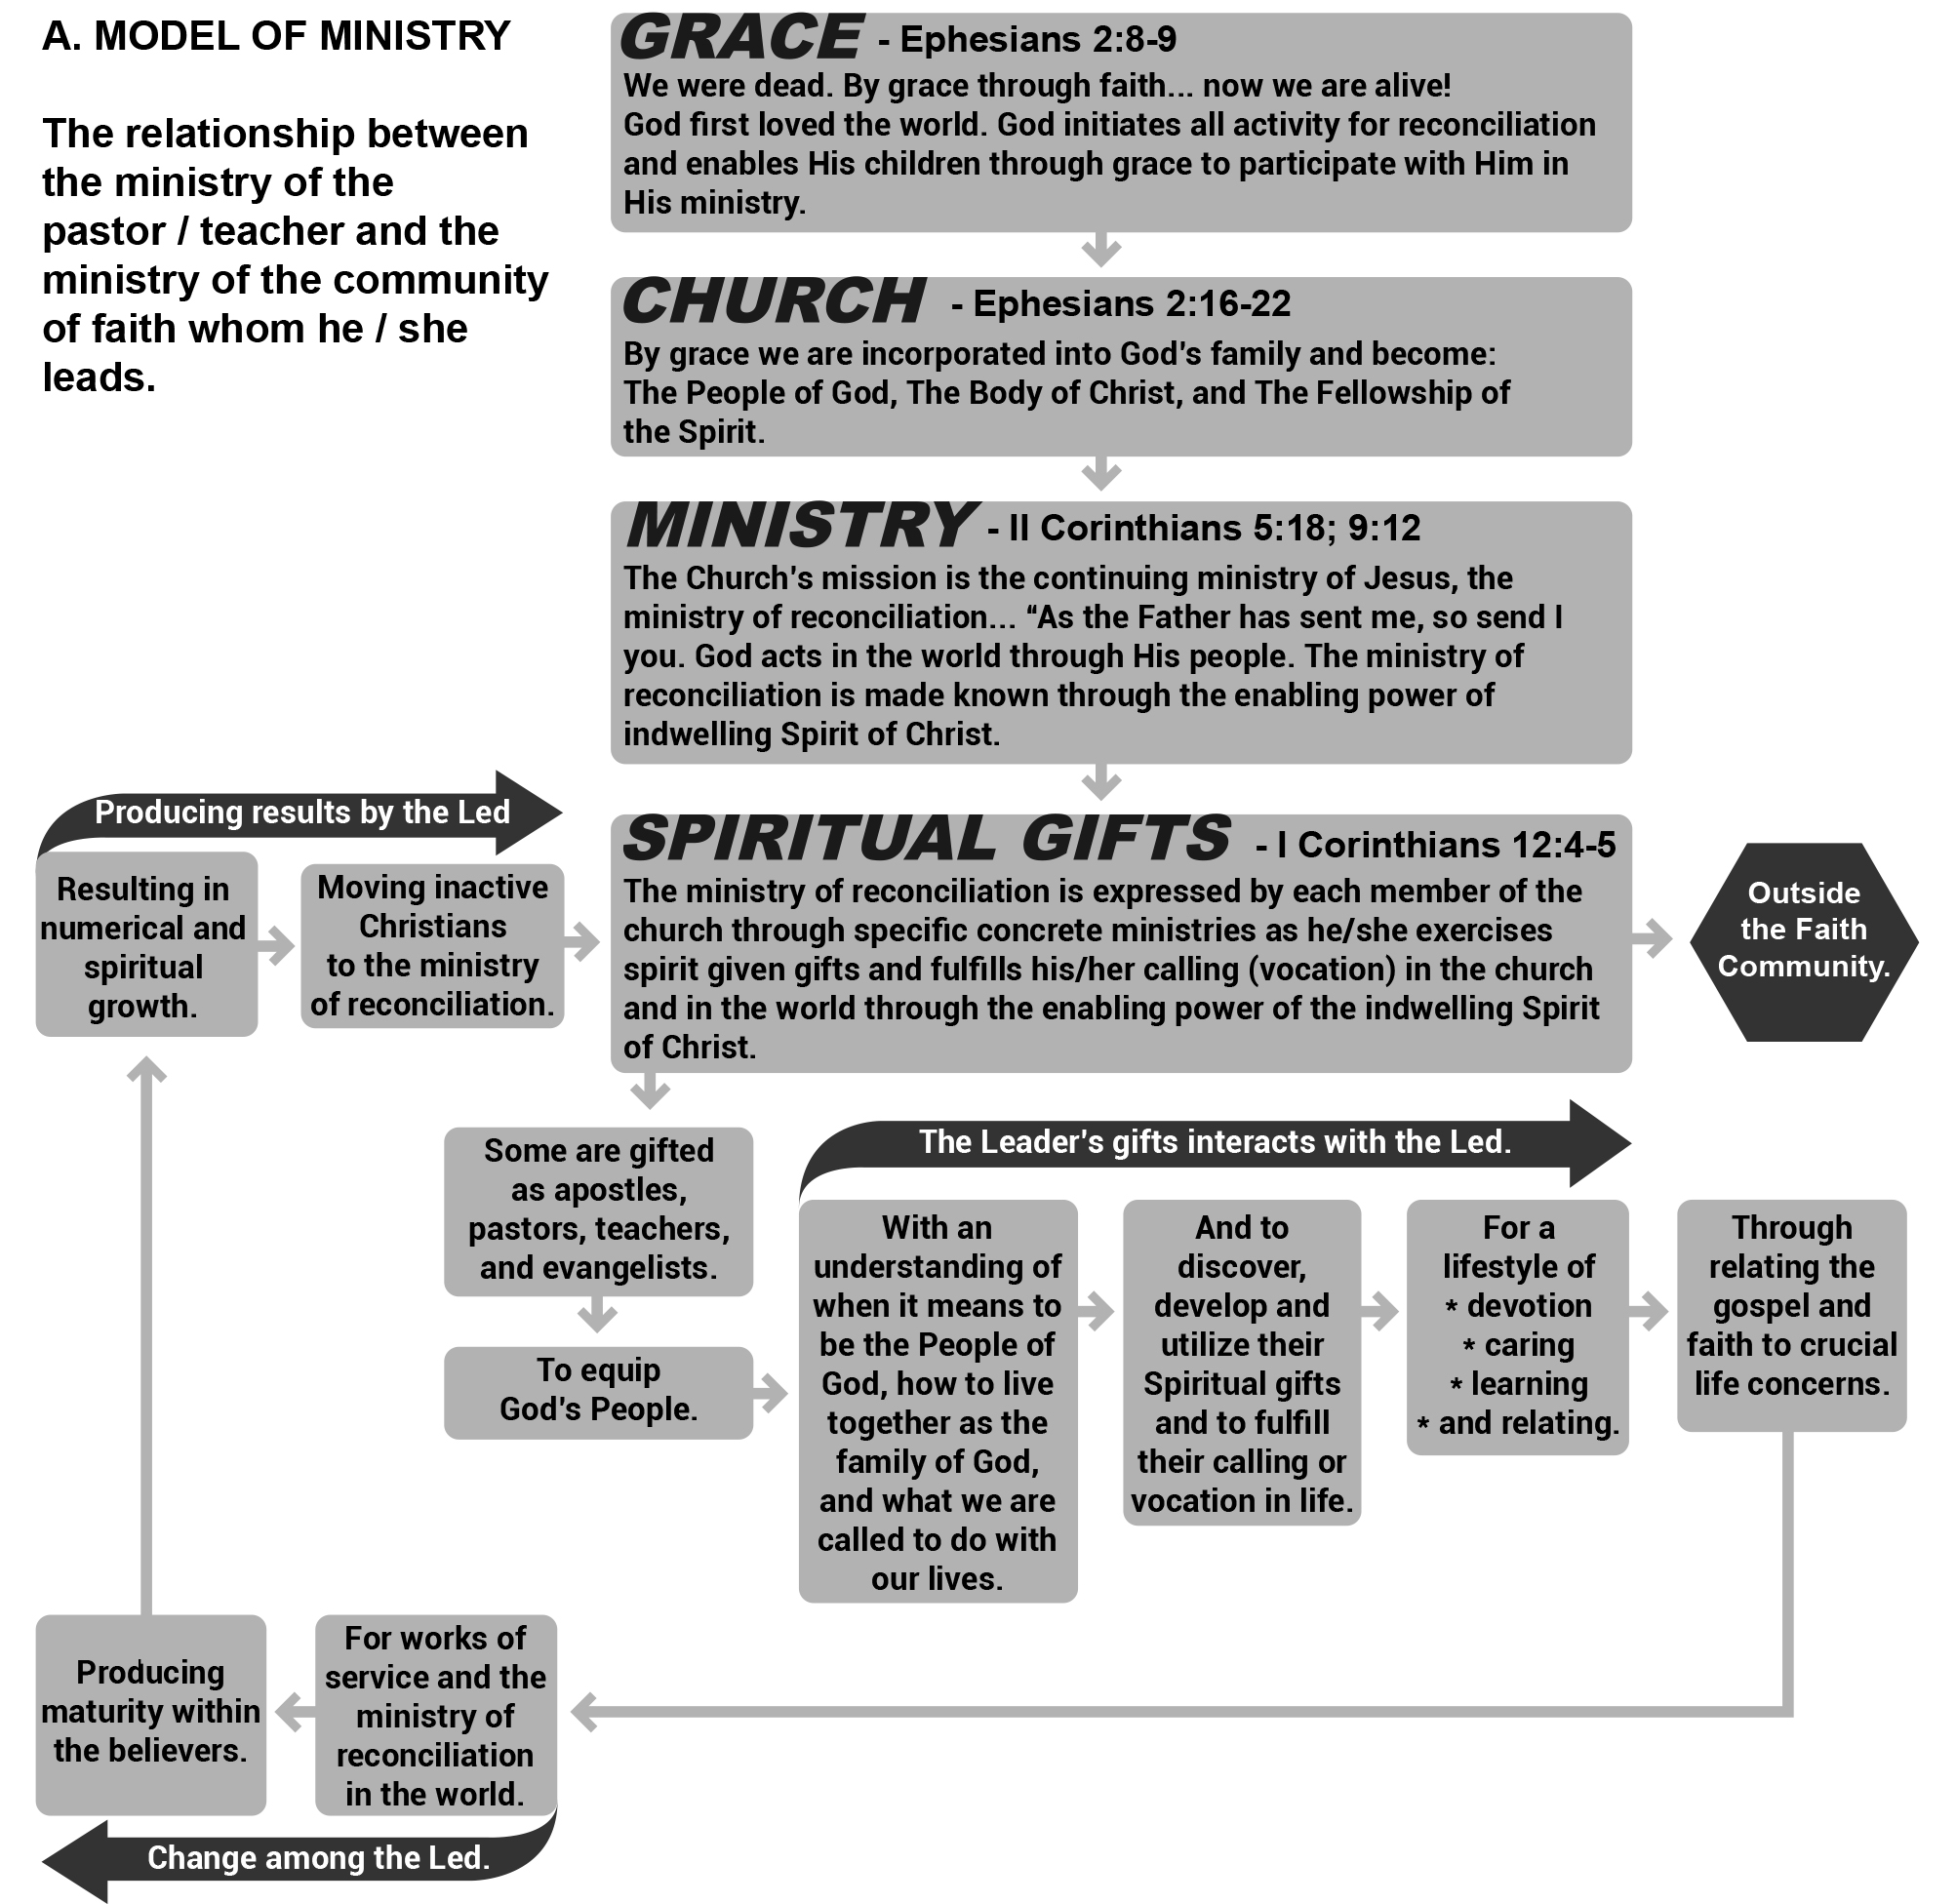 A. MODEL OF MINISTRY
The relationship between
the ministry of the
pastor / teacher and the
ministry of the community
of faith whom he / she
leads.
GRACE - Ephesians 2:8-9
We were dead. By grace through faith... now we are alive!
God first loved the world. God initiates all activity for reconciliation
and enables His children through grace to participate with Him in
His ministry.
CHURCH - Ephesians 2:16-22
By grace we are incorporated into God's family and become:
The People of God, The Body of Christ, and The Fellowship of
the Spirit.
MINISTRY - II Corinthians 5:18; 9:12
The Church's mission is the continuing ministry of Jesus, the
ministry of reconciliation... “As the Father has sent me, so send I
you. God acts in the world through His people. The ministry of
reconciliation is made known through the enabling power of
indwelling Spirit of Christ.
SPIRITUAL GIFTS - I Corinthians 12:4-5
The ministry of reconciliation is expressed by each member of the
church through specific concrete ministries as he/she exercises
spirit given gifts and fulfills his/her calling (vocation) in the church
and in the world through the enabling power of the indwelling Spirit
of Christ.
Outside
the Faith
Community.
Some are gifted
as apostles,
pastors, teachers,
and evangelists.
To equip
God's People.
The Leader's gifts interacts with the Led.
With an
understanding of
when it means to
be the People of
God, how to live
together as the
family of God,
and what we are
called to do with
our lives.
And to
discover,
develop and
utilize their
Spiritual gifts
and to fulfill
their calling or
vocation in life.
For a
lifestyle of
* devotion
* caring
* learning
* and relating.
Through
relating the
gospel and
faith to crucial
life concerns.
For works of
service and the
ministry of
reconciliation
in the world.
Change among the Led.
Producing
maturity within
the believers.
Producing results by the Led
Resulting in
numerical and
spiritual
growth.
Moving inactive
Christians
to the ministry
of reconciliation.